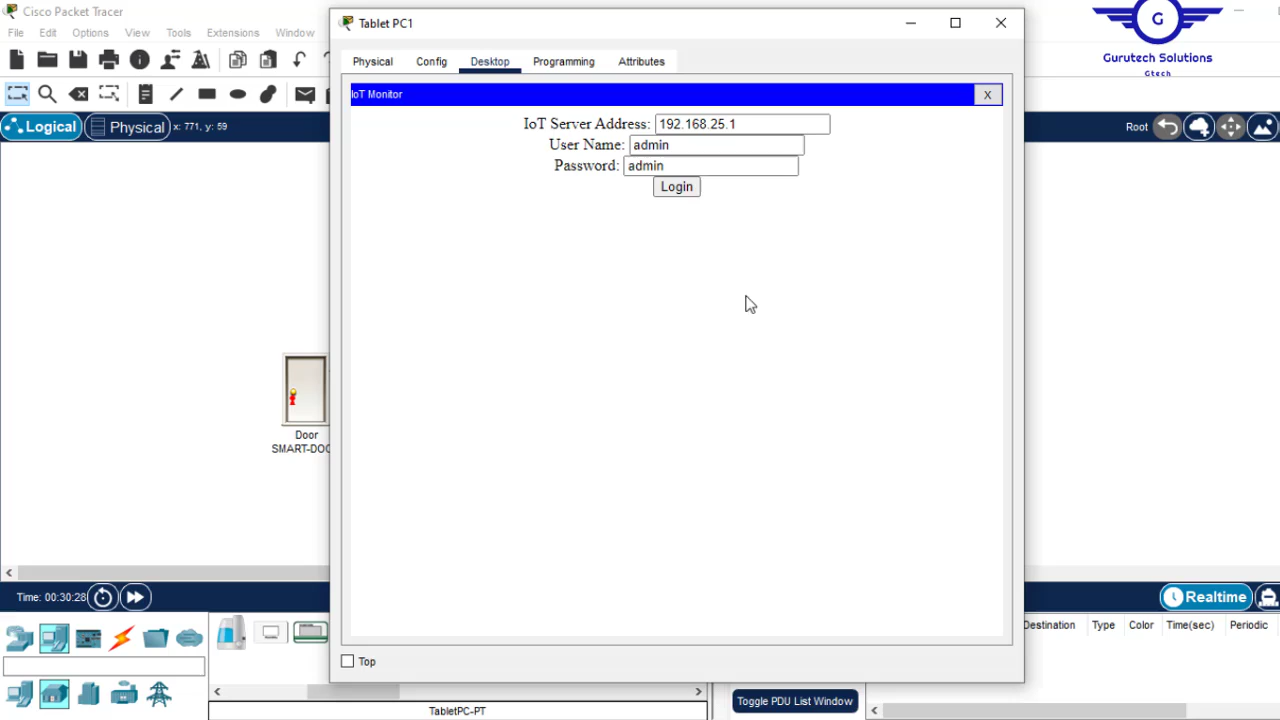 Cisco Packet Tracer
File Edit Options View Tools Extensions Window
Logical Physical x: 771, y: 59
Tablet PC1
Physical Config Desktop Programming Attributes
IoT Monitor X
IoT Server Address: 192.168.25.1
User Name: admin
Password: admin
Login
G
Gurutech Solutions
Gtech
Root
Door
SMART-DOO
Time: 00:30:28
Realtime
Top
Destination Type Color Time(sec) Periodic
Toggle PDU List Window
TabletPC-PT